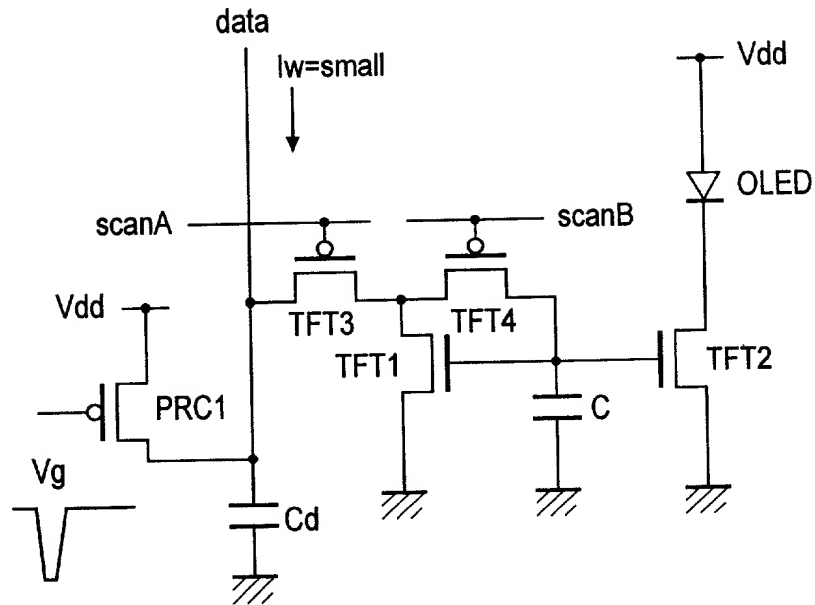 data
Iw=small
Vdd
OLED
scanA
scanB
Vdd
TFT3
TFT4
TFT1
TFT2
PRC1
C
Vg
Cd